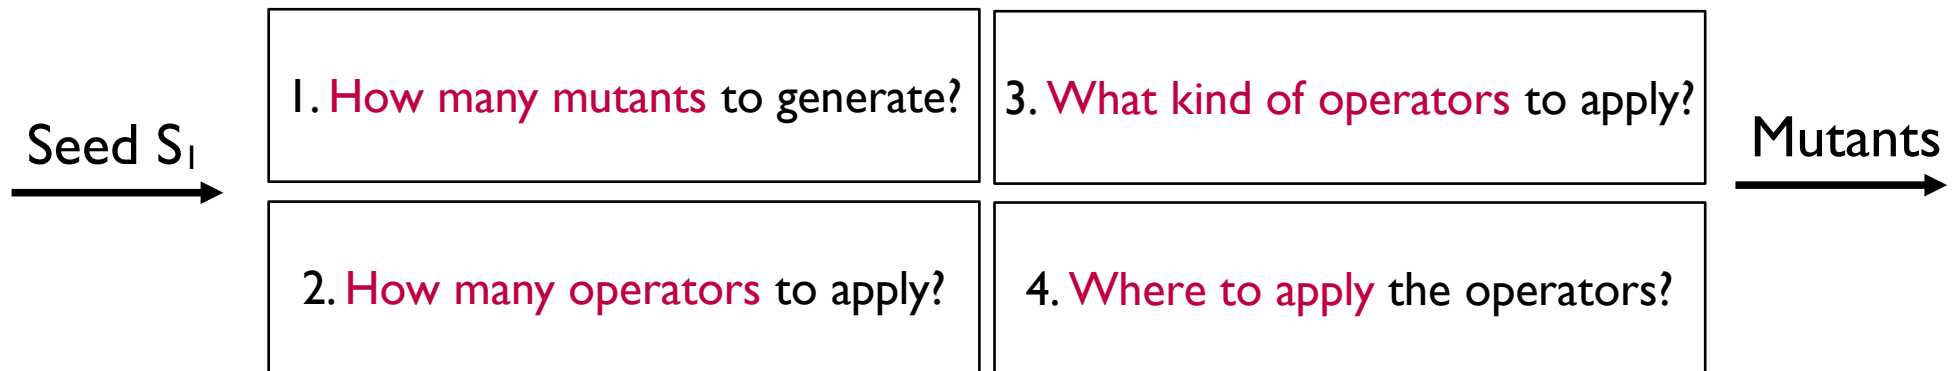 Seed S₁
1. How many mutants to generate?
2. How many operators to apply?
3. What kind of operators to apply?
4. Where to apply the operators?
Mutants